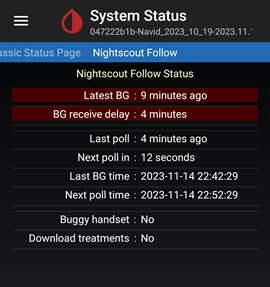 System Status
047222b1b-Navid_2023_10_19-2023.11.
assic Status Page Nightscout Follow
Nightscout Follow Status
Latest BG : 9 minutes ago
BG receive delay : 4 minutes
Last poll : 4 minutes ago
Next poll in : 12 seconds
Last BG time : 2023-11-14 22:42:29
Next poll time : 2023-11-14 22:52:29
Buggy handset : No
Download treatments : No